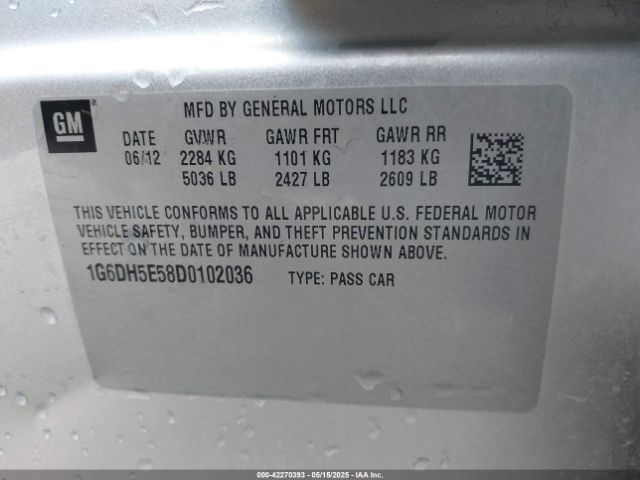 GM
MFD BY GENERAL MOTORS LLC
DATE GVWR GAWR FRT GAWR RR
06/12 2284 KG 1101 KG 1183 KG
5036 LB 2427 LB 2609 LB
THIS VEHICLE CONFORMS TO ALL APPLICABLE U.S. FEDERAL MOTOR
VEHICLE SAFETY, BUMPER, AND THEFT PREVENTION STANDARDS IN
EFFECT ON THE DATE OF MANUFACTURE SHOWN ABOVE.
1G6DH5E58D0102036 TYPE: PASS CAR
000-42270393 - 05/15/2025 - IAAI.CA